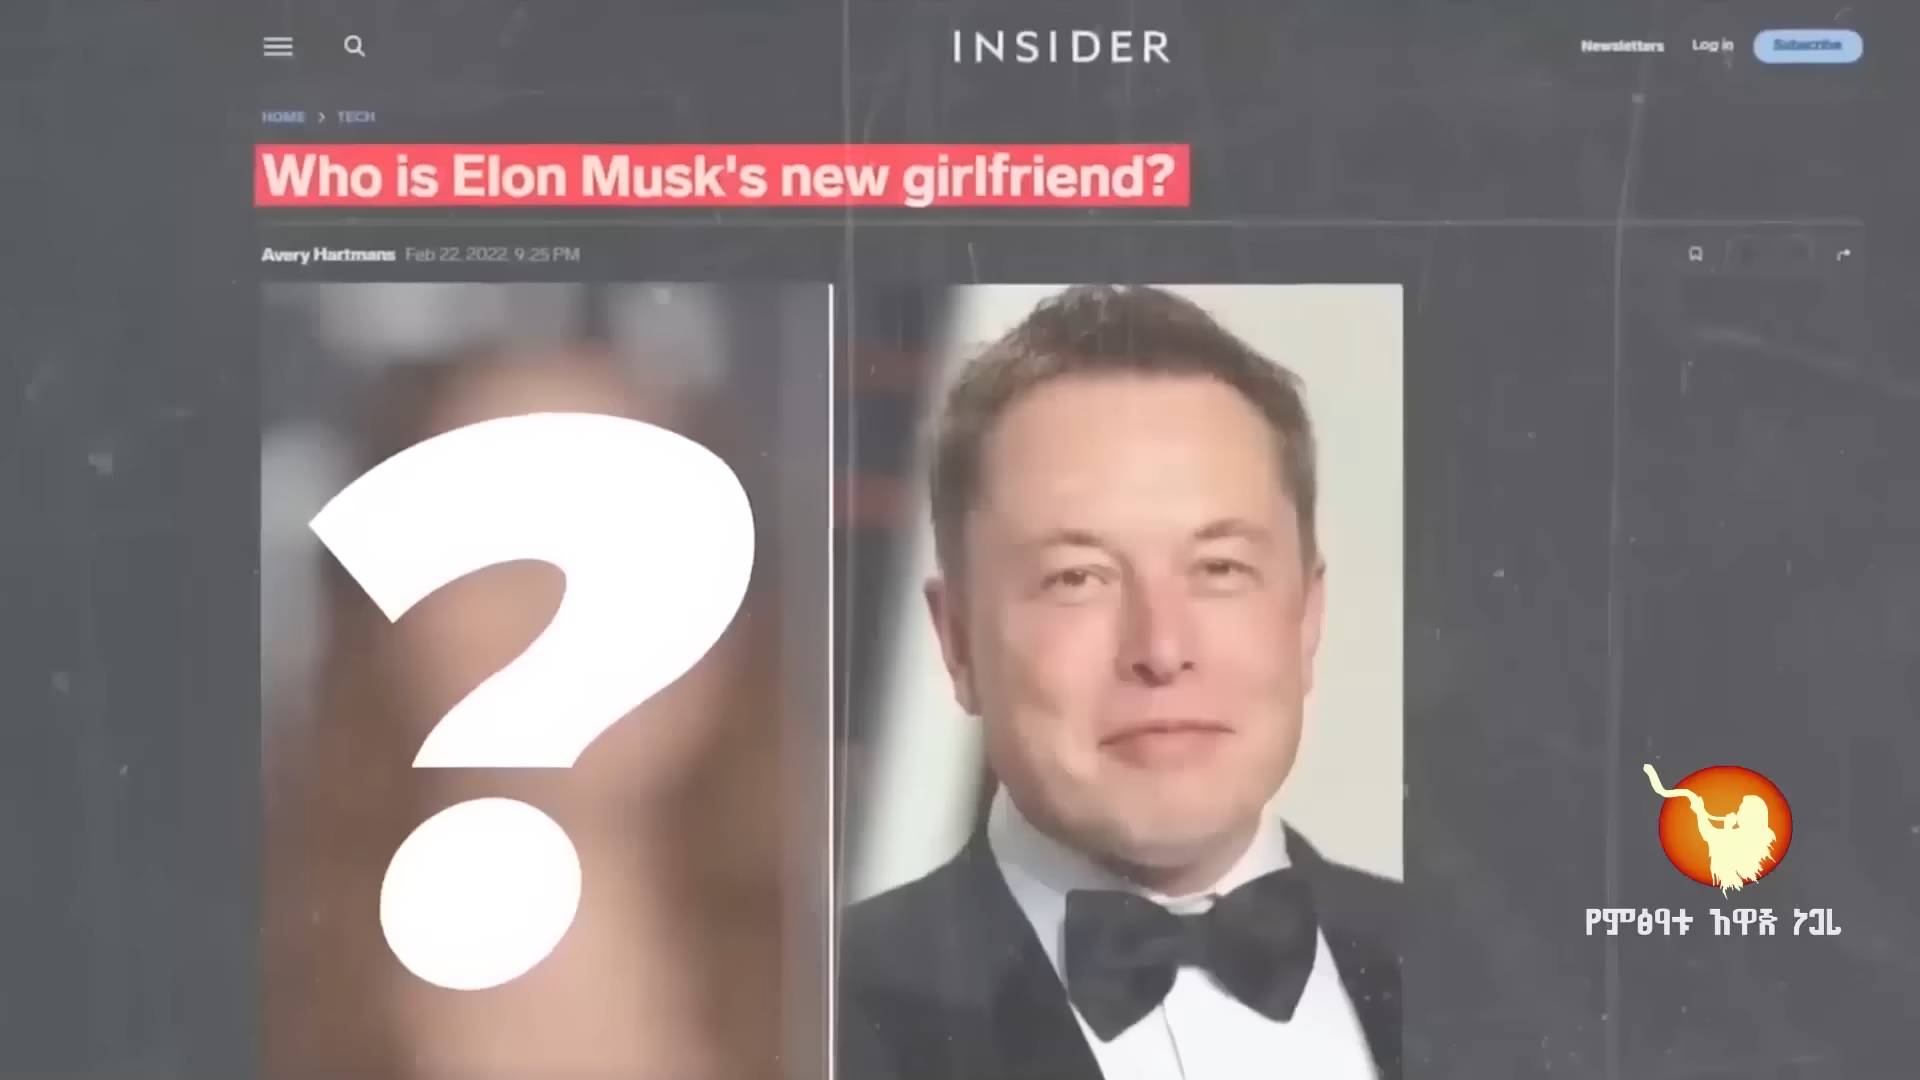 INSIDER
Newsletters
Log in
Subscribe
HOME > TECH
Who is Elon Musk's new girlfriend?
Avery Hartmans Feb 22, 2022, 9:25 PM
?
የምፅዓቱ አዋጅ ነጋሪ